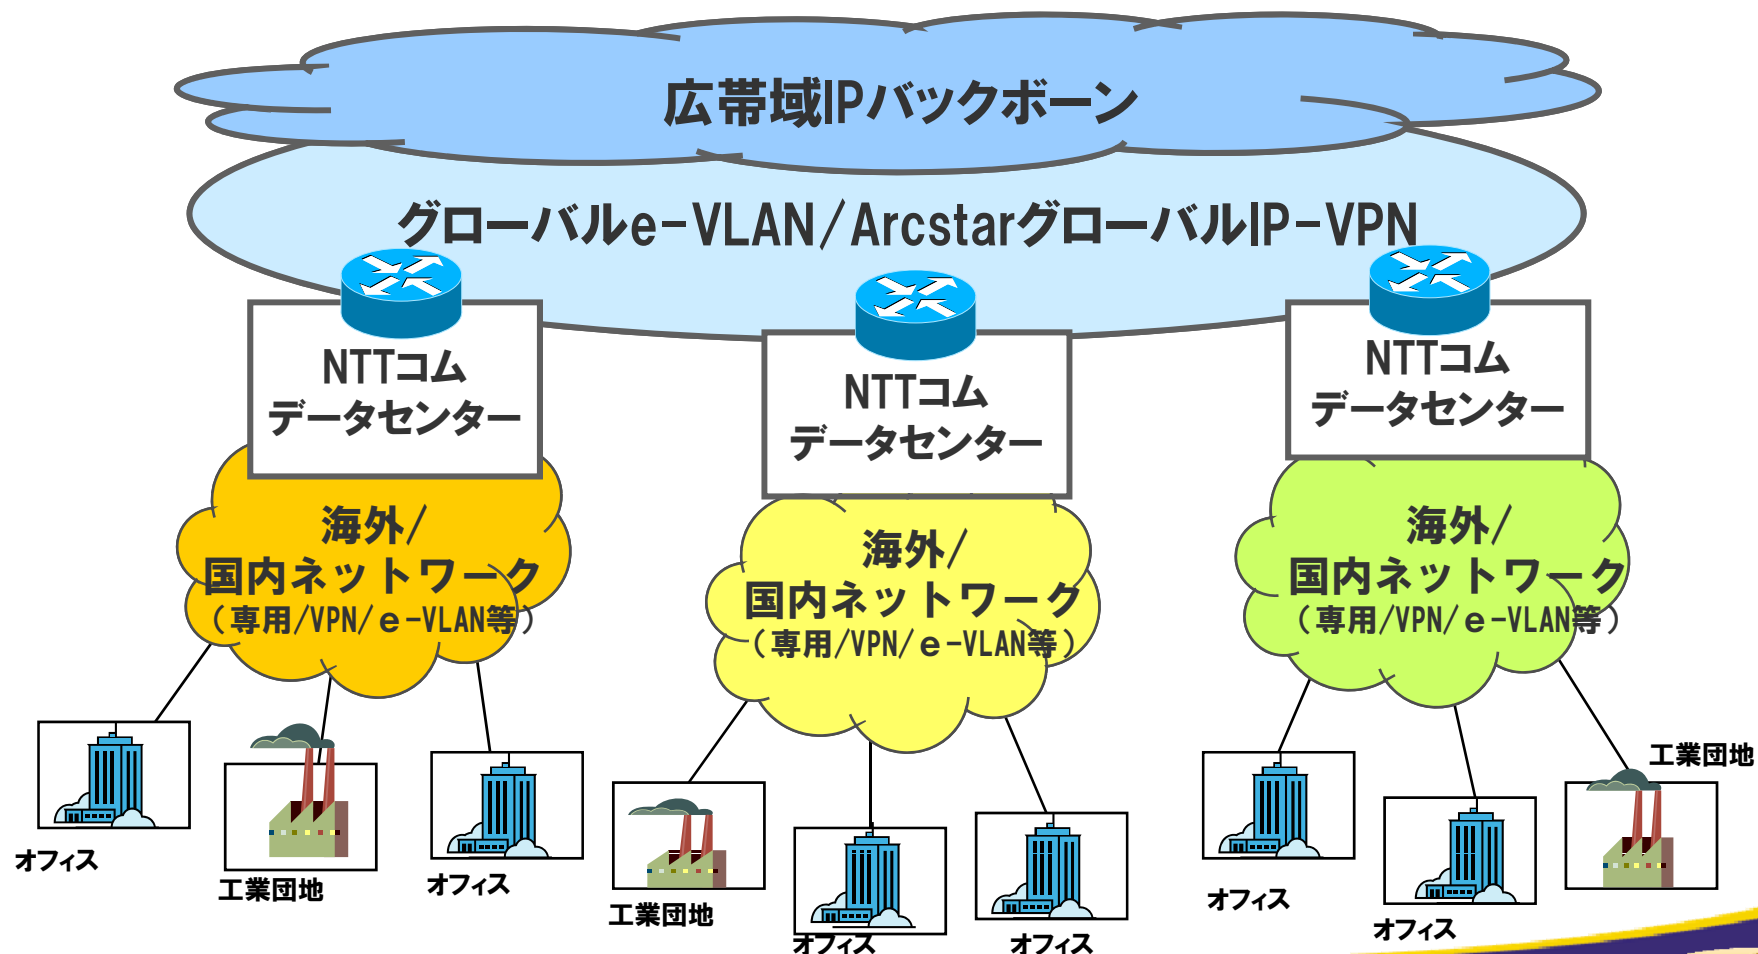 広帯域IPバックボーン
グローバルe-VLAN/ArcstarグローバルIP-VPN
NTTコム
データセンター
NTTコム
データセンター
NTTコム
データセンター
海外/
国内ネットワーク
(専用/VPN/e-VLAN等)
海外/
国内ネットワーク
(専用/VPN/e-VLAN等)
海外/
国内ネットワーク
(専用/VPN/e-VLAN等)
オフィス
工業団地
オフィス
工業団地
オフィス
オフィス
オフィス
オフィス
工業団地